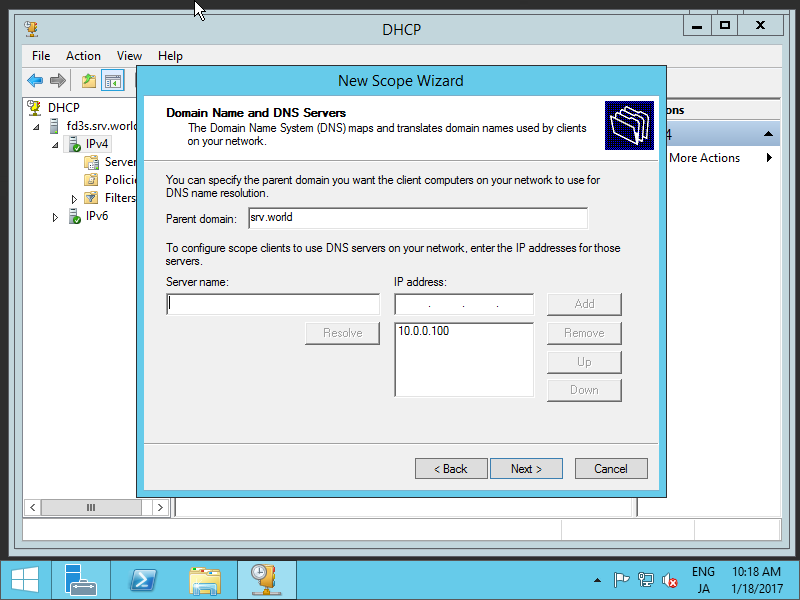 DHCP
File Action View Help
New Scope Wizard
DHCP
fd3s.srv.world
IPv4
Server
Policie
Filters
IPv6
Domain Name and DNS Servers
The Domain Name System (DNS) maps and translates domain names used by clients
on your network.
You can specify the parent domain you want the client computers on your network to use for
DNS name resolution.
Parent domain: srv.world
To configure scope clients to use DNS servers on your network, enter the IP addresses for those
servers.
Server name: IP address:
. . . Add
Resolve 10.0.0.100 Remove
Up
Down
< Back Next > Cancel
ons
4
More Actions
ENG 10:18 AM
JA 1/18/2017